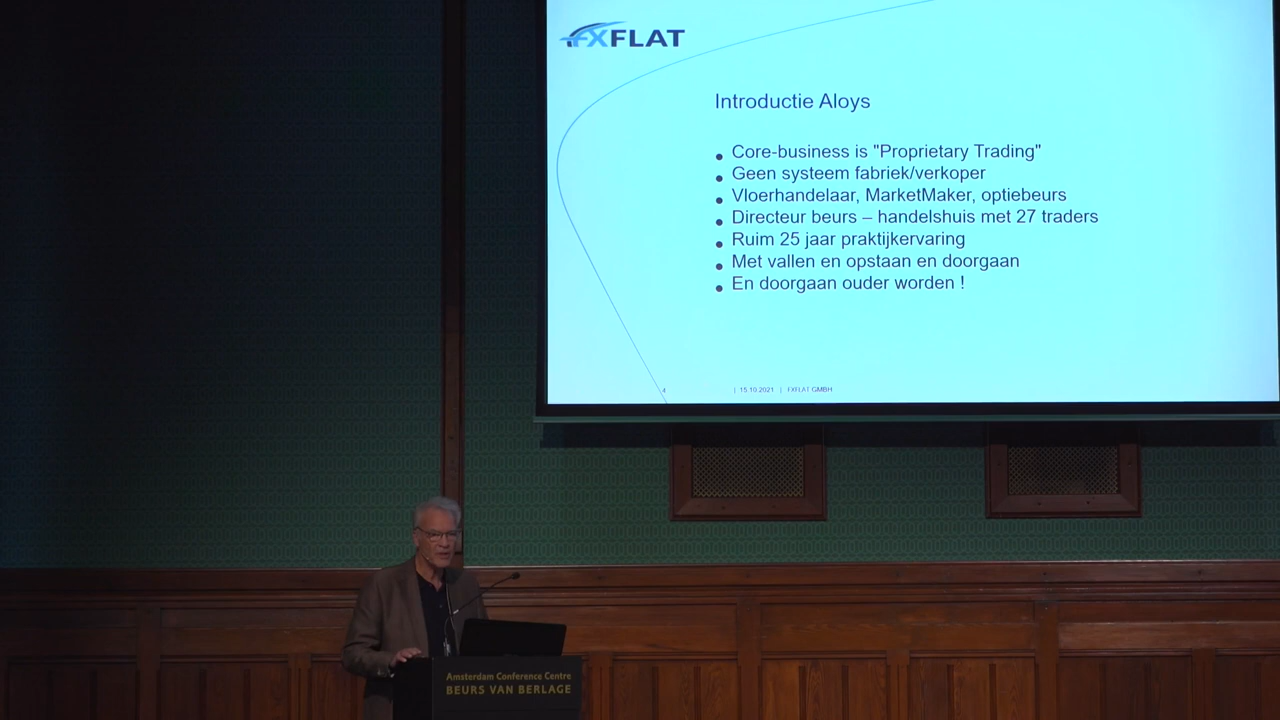 FXFLAT
Introductie Aloys
Core-business is "Proprietary Trading"
Geen systeem fabriek/verkoper
Vloerhandelaar, MarketMaker, optiebeurs
Directeur beurs – handelshuis met 27 traders
Ruim 25 jaar praktijkervaring
Met vallen en opstaan en doorgaan
En doorgaan ouder worden !
4 | 15.10.2021 | FXFLAT GMBH
Amsterdam Conference Centre
BEURS VAN BERLAGE